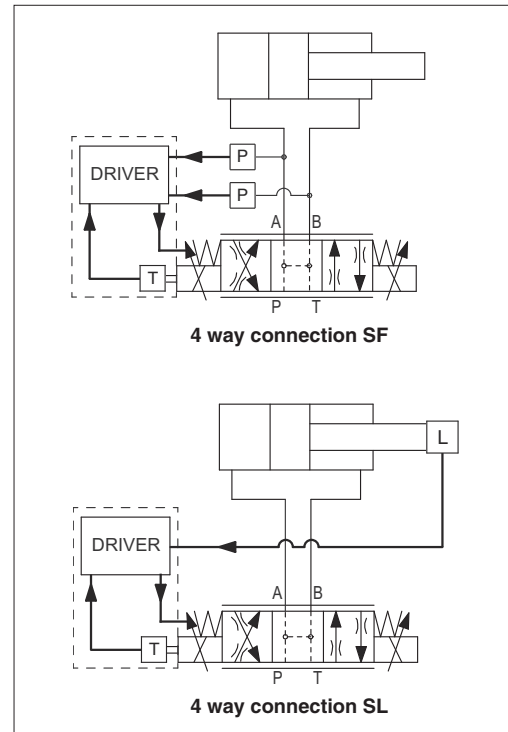 P
DRIVER
P
A B
T
P T
4 way connection SF
L
DRIVER
A B
T
P T
4 way connection SL